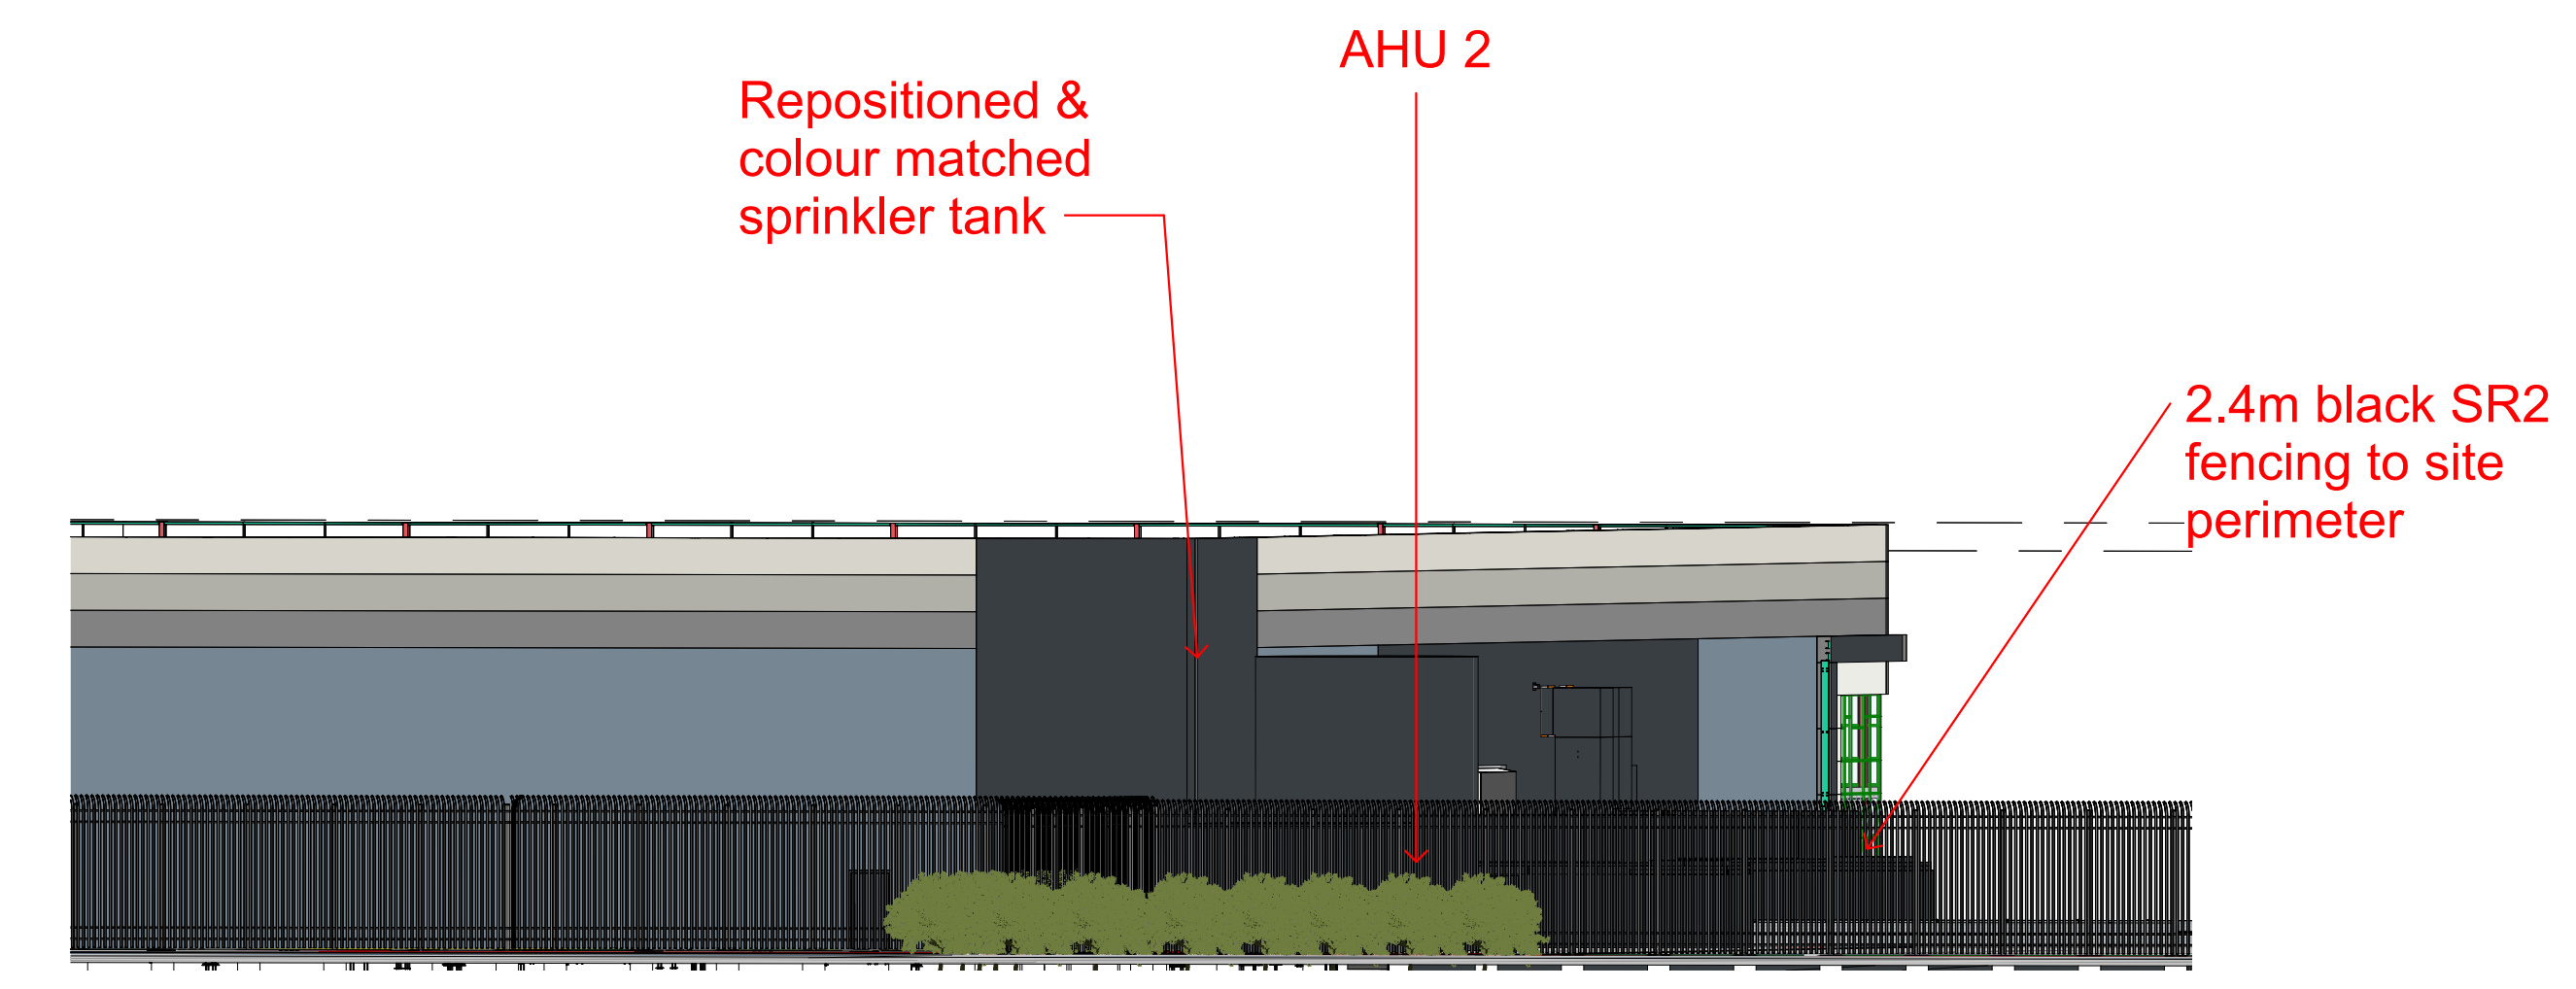 AHU 2
Repositioned &
colour matched
sprinkler tank
2.4m black SR2
fencing to site
perimeter